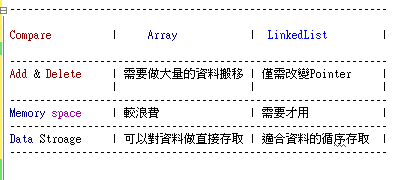 Compare | Array | LinkedList
Add & Delete | 需要做大量的資料搬移 | 僅需改變Pointer
Memory space | 較浪費 | 需要才用
Data Stroage | 可以對資料做直接存取 | 適合資料的循序存取